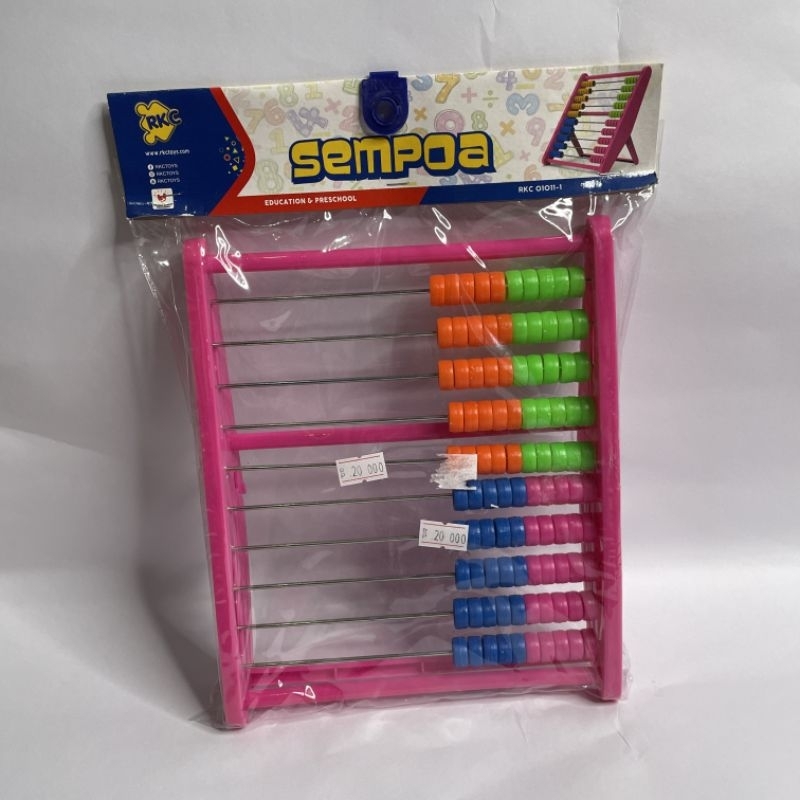 RKC
www.rkctoys.com
RKCTOYS
RKCTOYS
RKCTOYS
sempoa
EDUCATION & PRESCHOOL
RKC 01011-1
20 000
20 000